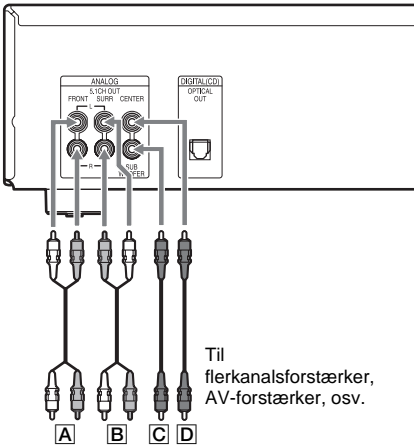 ANALOG
5.1CH OUT
FRONT SURR CENTER
L
R
SUB
WOOFER
DIGITAL(CD)
OPTICAL
OUT
Til
flerkanalsforstærker,
AV-forstærker, osv.
A B C D